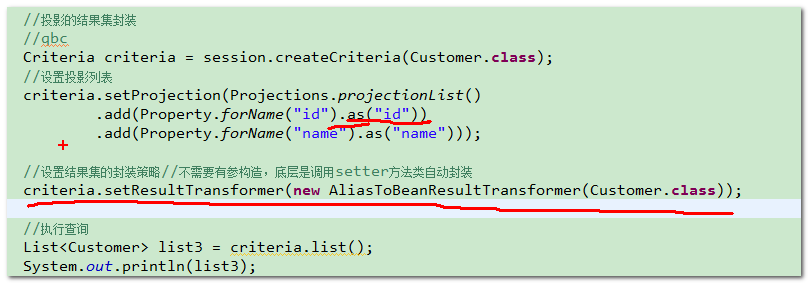 //投影的结果集封装
//qbc
Criteria criteria = session.createCriteria(Customer.class);
//设置投影列表
criteria.setProjection(Projections.projectionList()
.add(Property.forName("id").as("id"))
.add(Property.forName("name").as("name")));
//设置结果集的封装策略//不需要有参构造，底层是调用setter方法类自动封装
criteria.setResultTransformer(new AliasToBeanResultTransformer(Customer.class));
//执行查询
List<Customer> list3 = criteria.list();
System.out.println(list3);